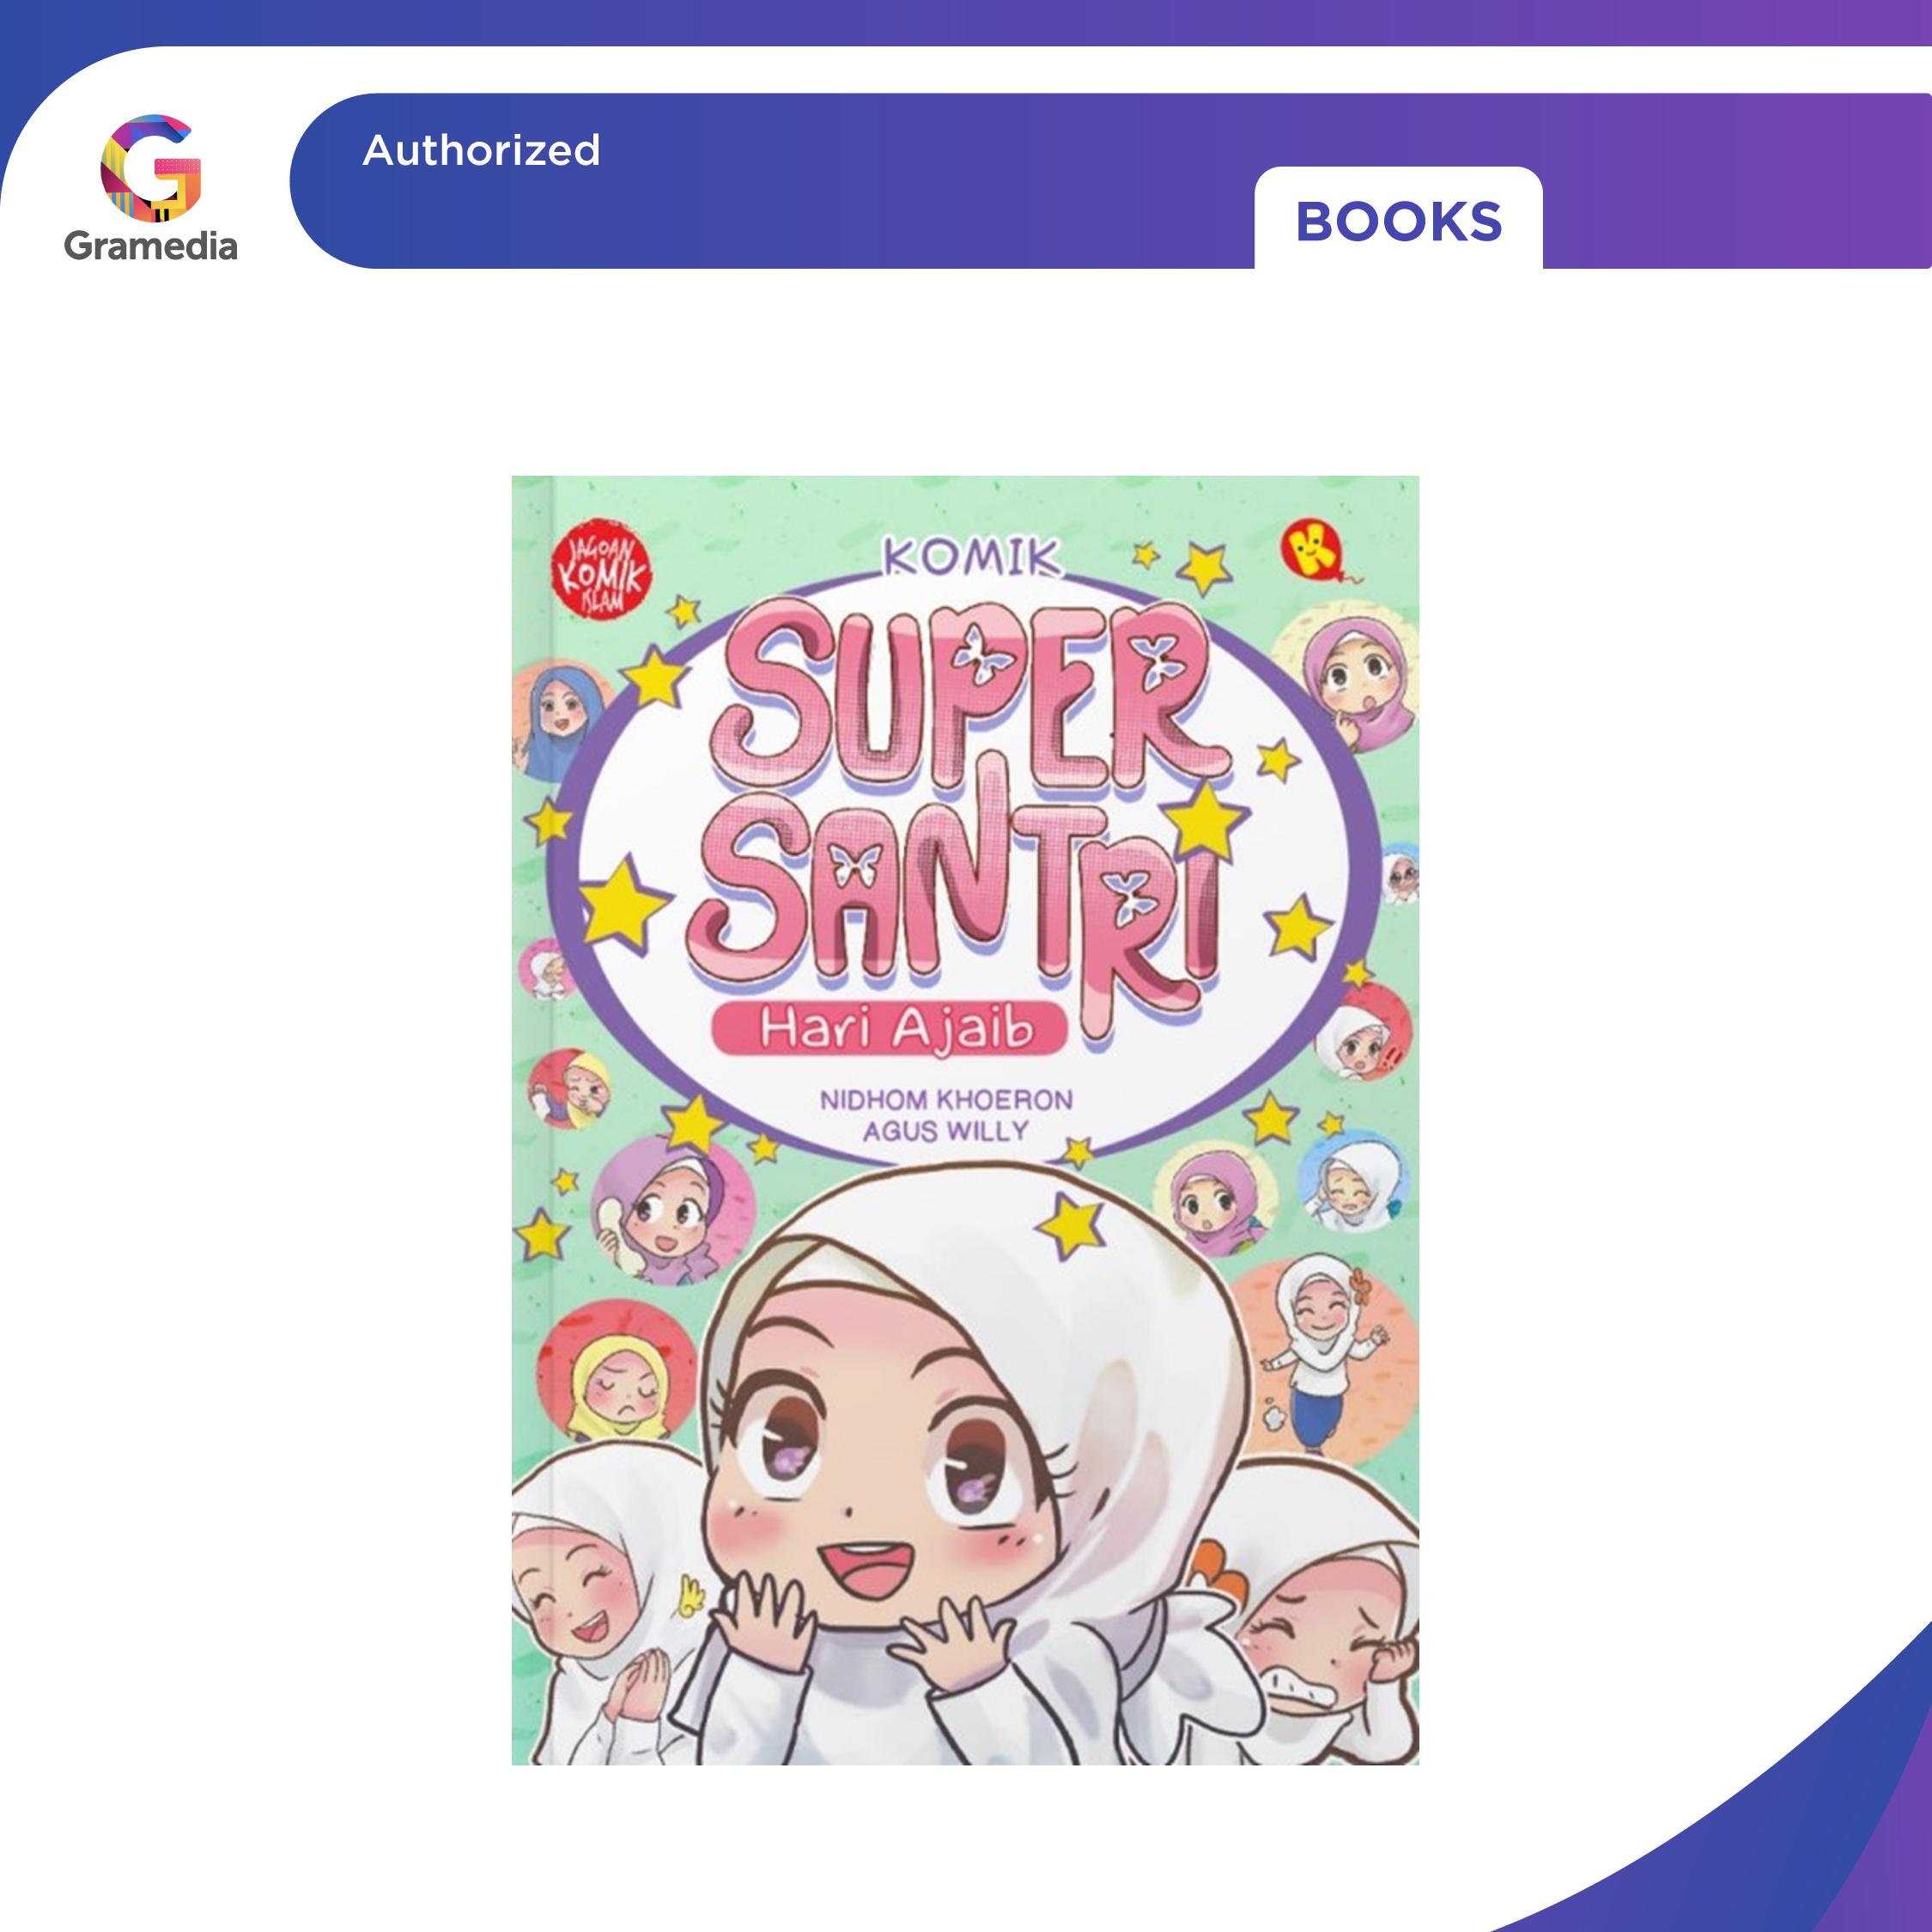 Gramedia
Authorized
BOOKS
JAGOAN
KOMIK
ISLAM
K
KOMIK
SUPER
SANTRI
Hari Ajaib
NIDHOM KHOERON
AGUS WILLY
!!